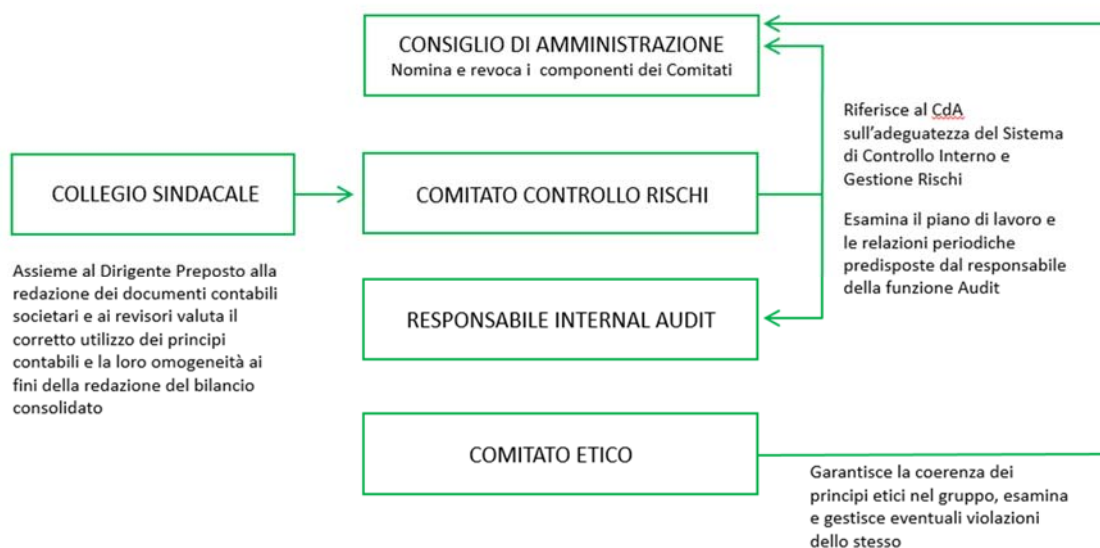 CONSIGLIO DI AMMINISTRAZIONE
Nomina e revoca i componenti dei Comitati
Riferisce al CdA
sull'adeguatezza del Sistema
di Controllo Interno e
Gestione Rischi
COLLEGIO SINDACALE
COMITATO CONTROLLO RISCHI
Esamina il piano di lavoro e
le relazioni periodiche
predisposte dal responsabile
della funzione Audit
Assieme al Dirigente Preposto alla
redazione dei documenti contabili
societari e ai revisori valuta il
corretto utilizzo dei principi
contabili e la loro omogeneità ai
fini della redazione del bilancio
consolidato
RESPONSABILE INTERNAL AUDIT
COMITATO ETICO
Garantisce la coerenza dei
principi etici nel gruppo, esamina
e gestisce eventuali violazioni
dello stesso